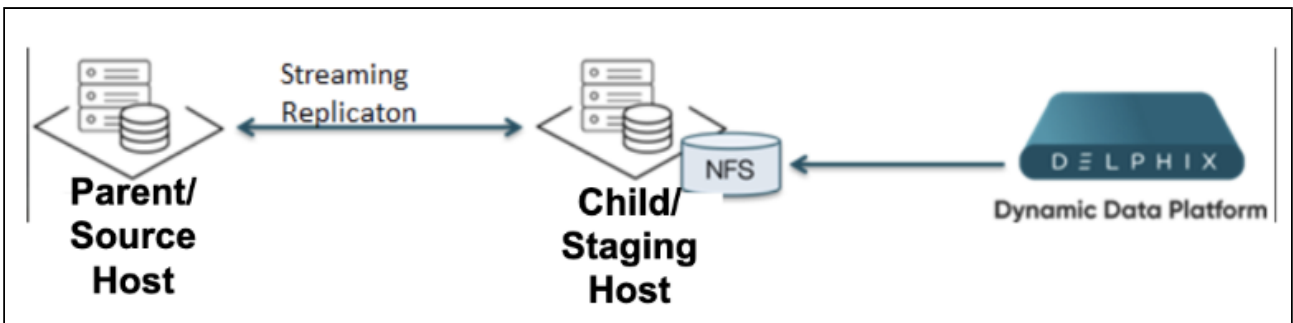 Streaming
Replicaton
Parent/
Source
Host
Child/
Staging
Host
NFS
DELPHIX
Dynamic Data Platform